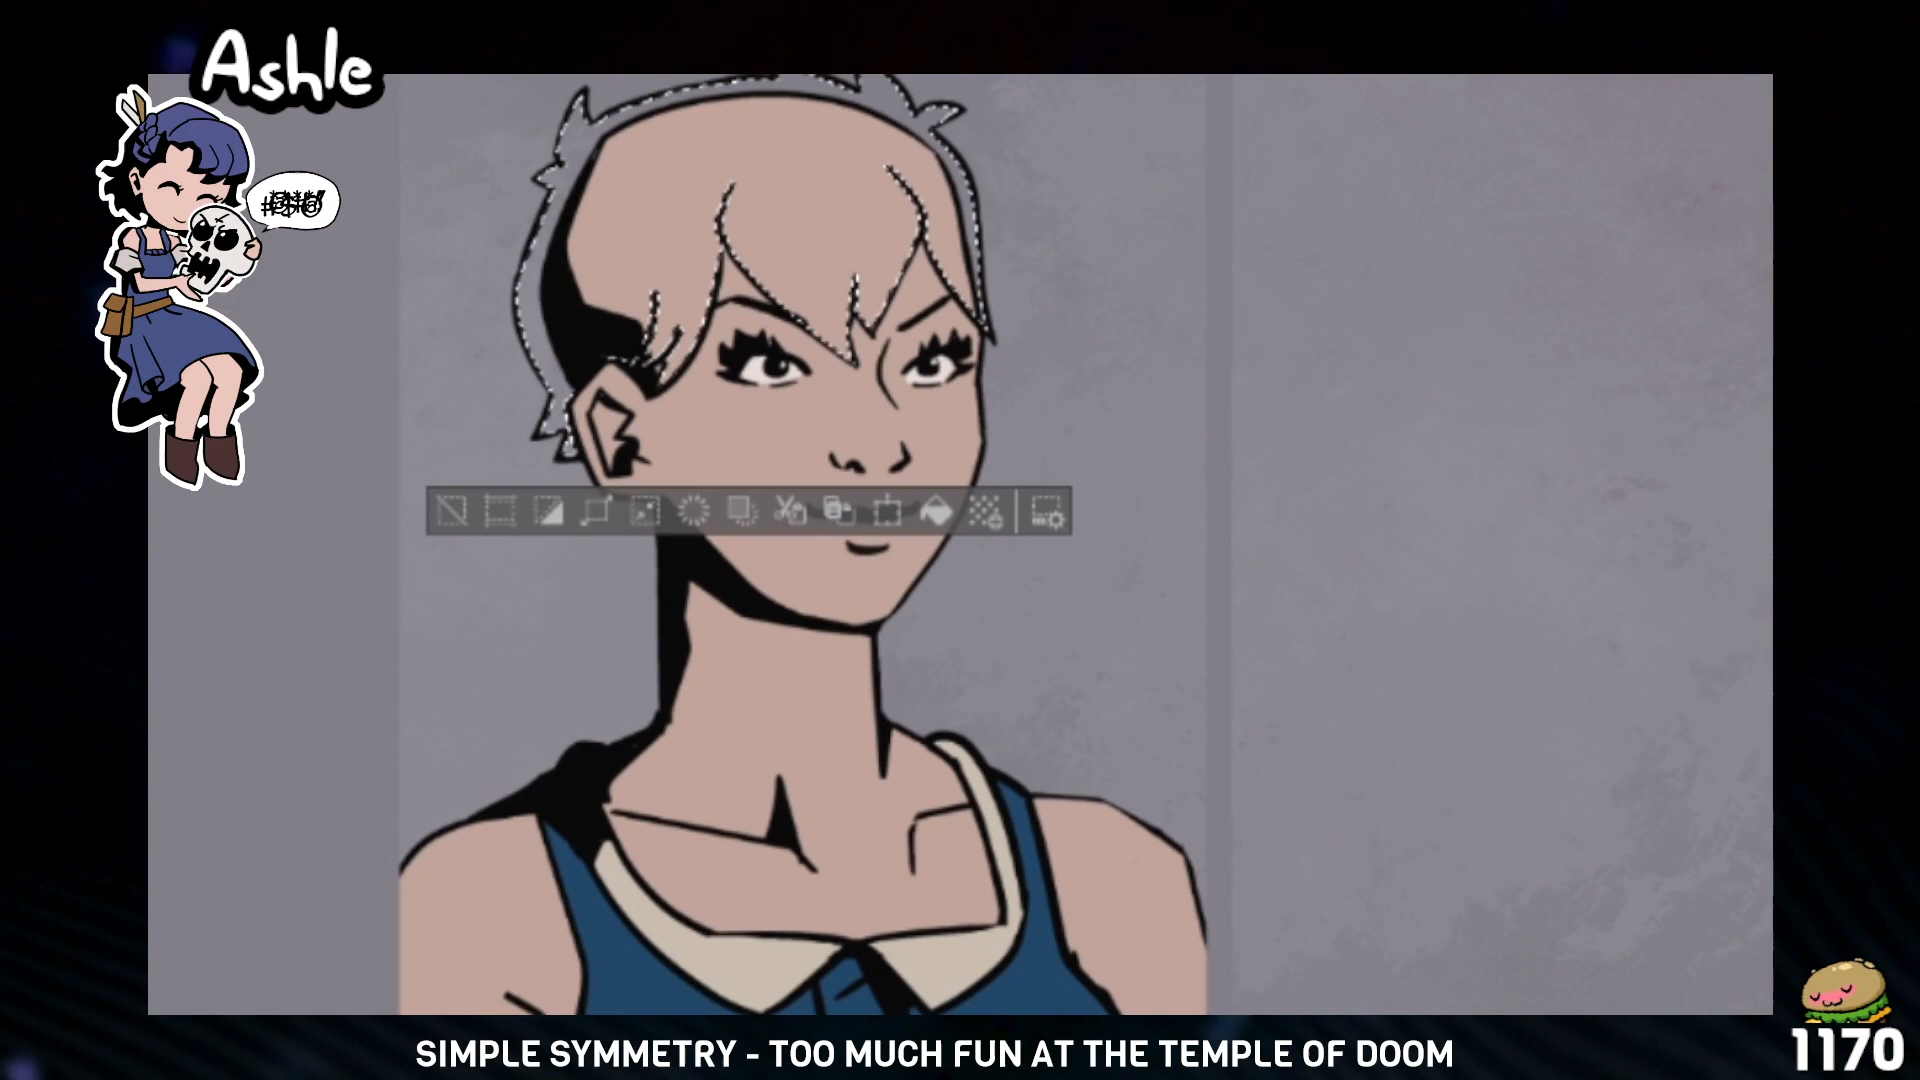 Ashle
#@$#@
SIMPLE SYMMETRY - TOO MUCH FUN AT THE TEMPLE OF DOOM
1170